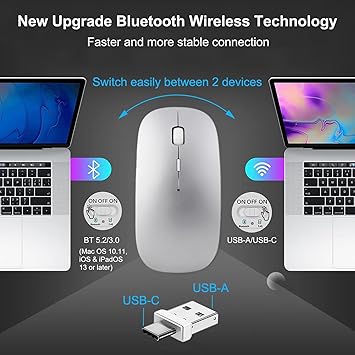 New Upgrade Bluetooth Wireless Technology
Faster and more stable connection
Switch easily between 2 devices
ON OFF ON
ON OFF ON
BT 5.2/3.0
(Mac OS 10.11,
iOS & iPadOS
13 or later)
USB-A/USB-C
USB-A
USB-C